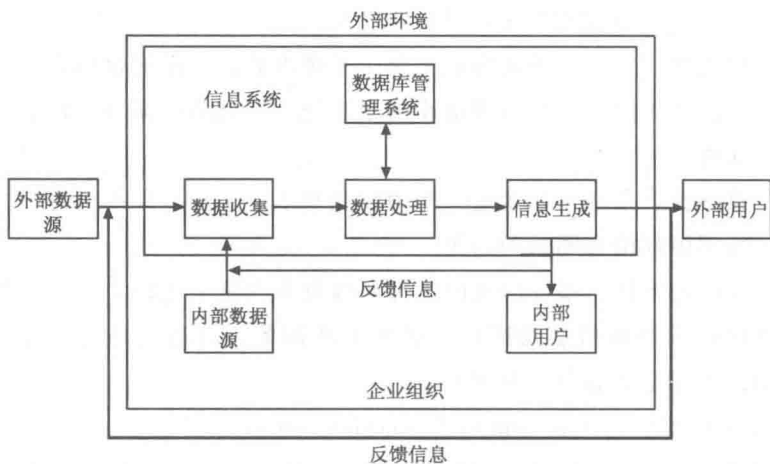 外部环境
信息系统
数据库管
理系统
外部数据
源
数据收集
数据处理
信息生成
外部用户
反馈信息
内部数据
源
内部
用户
企业组织
反馈信息